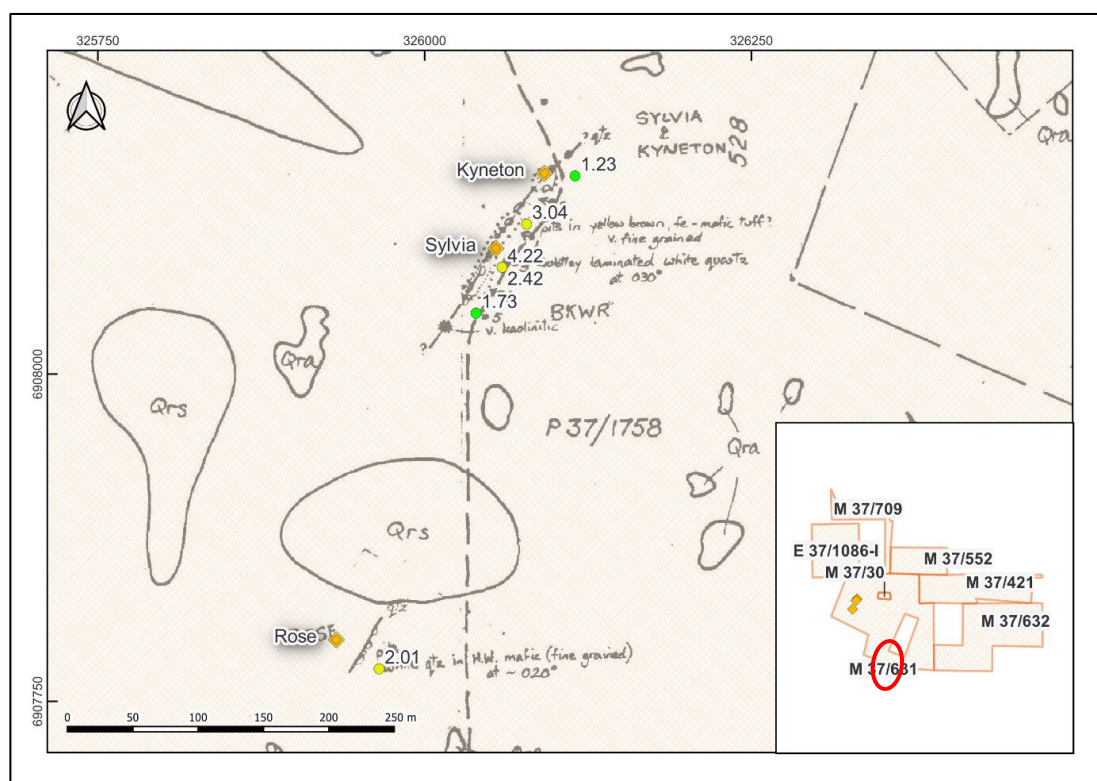 325750
326000
326250
SYLVIA
&
KYNETON
528
Qra
qtz
Kyneton
1.23
3.04
pits in yellow brown, fe-mafic tuff?
v. fine grained
Sylvia
4.22
laminated white quartz
at 030°
2.42
1.73
5
BKWR
v. kaolinitic
?
6908000
Qra
Qrs
P 37/1758
Qra
Qrs
qtz
Rose
2.01
qtz in H.W. mafic (fine grained)
at ~ 020°
6907750
0 50 100 150 200 250 m
M 37/709
E 37/1086-I
M 37/552
M 37/30
M 37/421
M 37/632
M 37/631